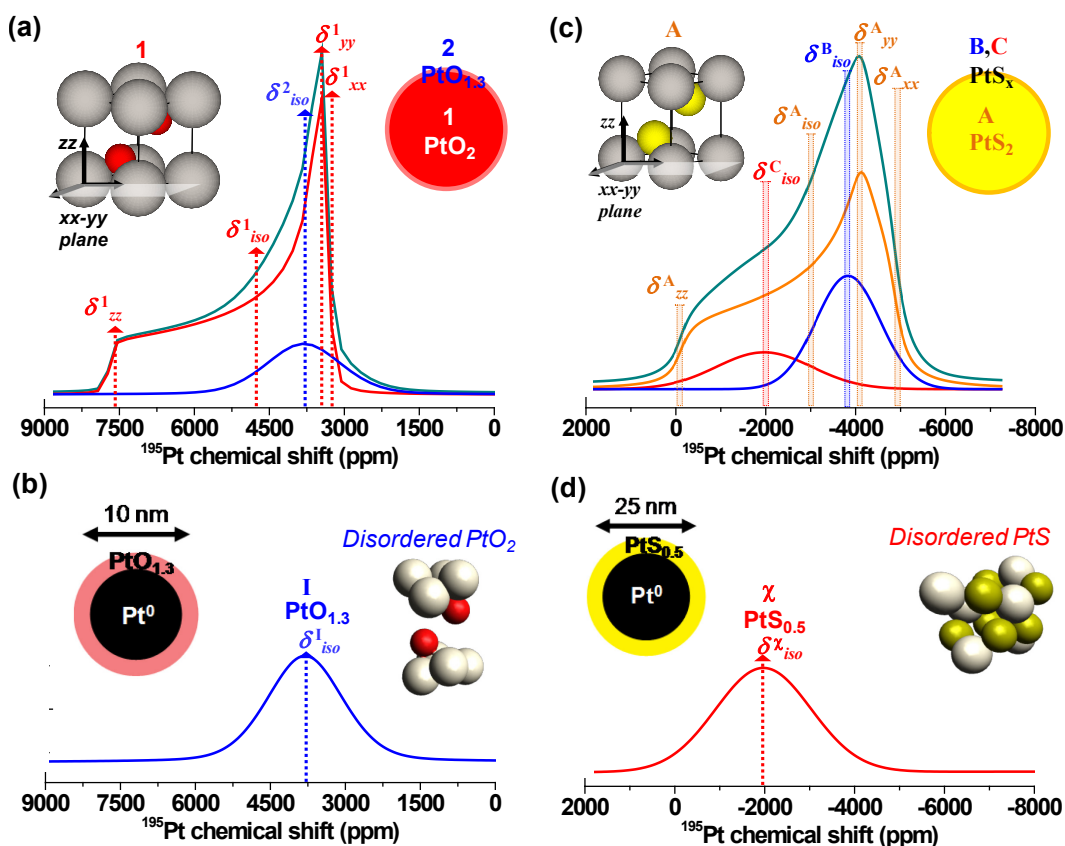 (a)
1
zz
xx-yy
plane
δ¹zz
δ¹iso
δ²iso
δ¹yy
δ¹xx
2
PtO1.3
1
PtO2
9000 7500 6000 4500 3000 1500 0
¹⁹⁵Pt chemical shift (ppm)
(c)
A
zz
xx-yy
plane
δᴬzz
δᶜiso
δᴬiso
δᴮiso
δᴬyy
δᴬxx
B,C
PtSx
A
PtS2
2000 0 -2000 -4000 -6000 -8000
¹⁹⁵Pt chemical shift (ppm)
(b)
10 nm
PtO1.3
Pt⁰
Disordered PtO2
I
PtO1.3
δᴵiso
9000 7500 6000 4500 3000 1500 0
¹⁹⁵Pt chemical shift (ppm)
(d)
25 nm
PtS0.5
Pt⁰
Disordered PtS
χ
PtS0.5
δᵡiso
2000 0 -2000 -4000 -6000 -8000
¹⁹⁵Pt chemical shift (ppm)